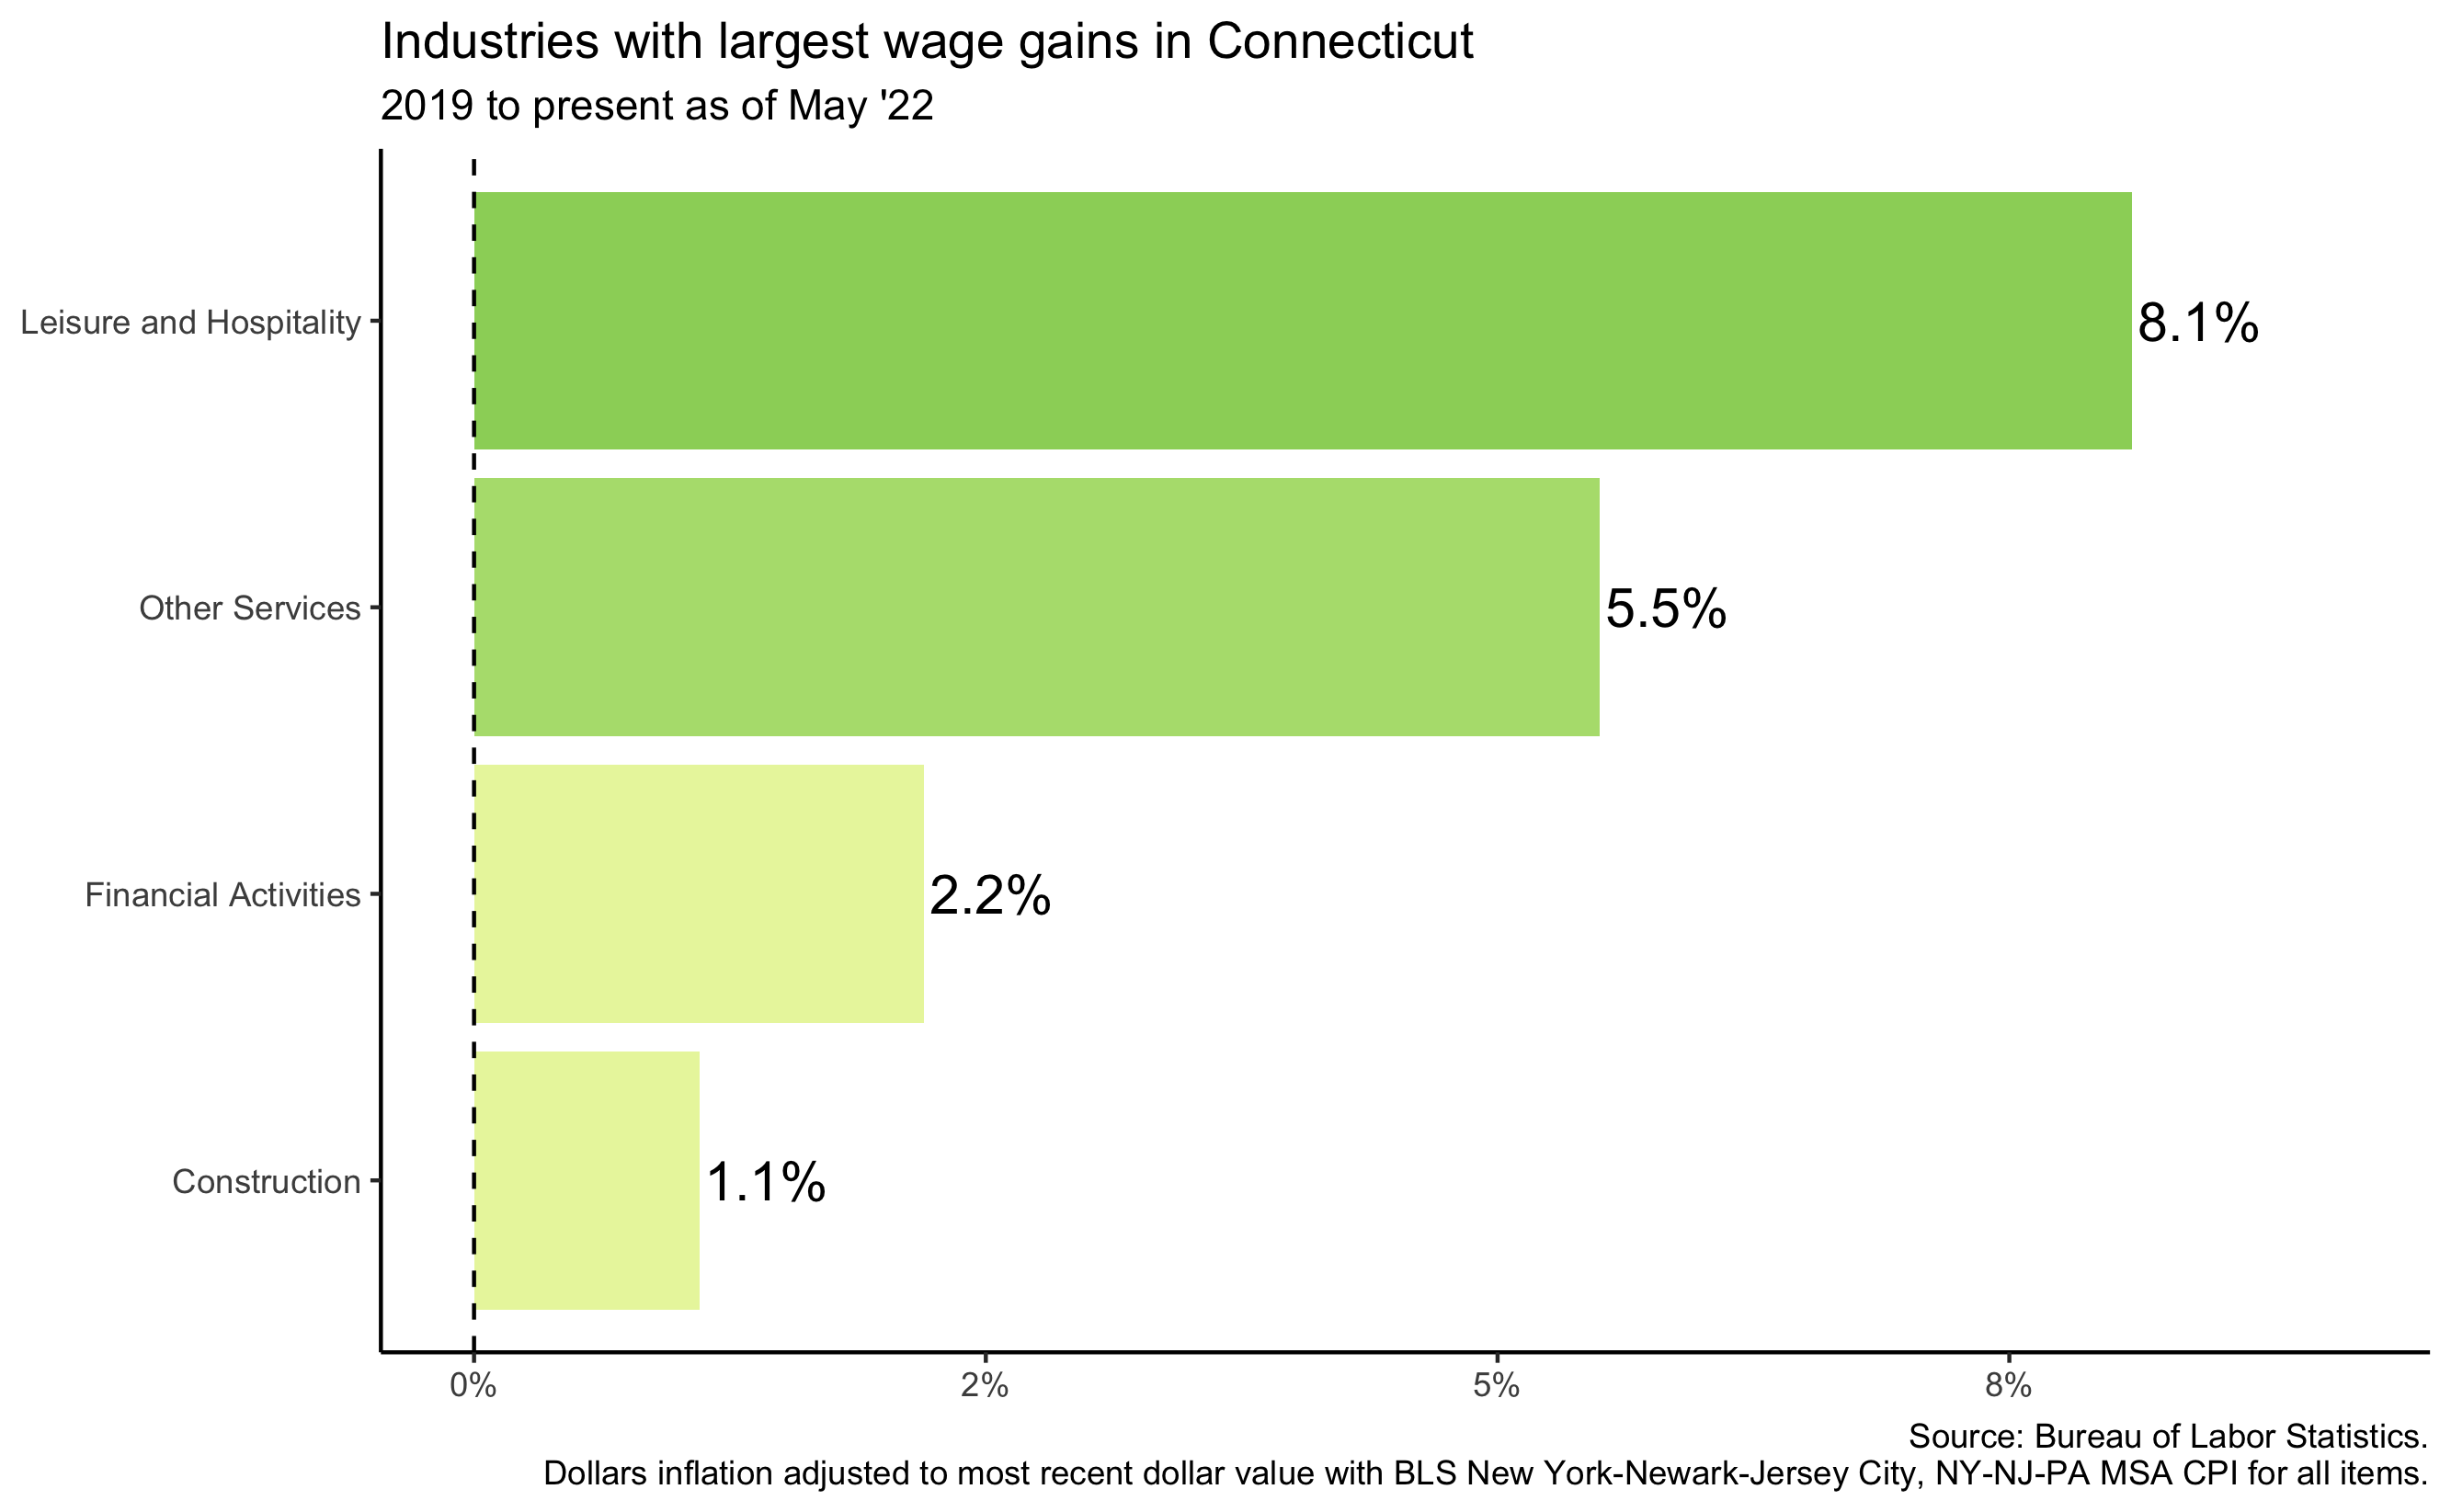 Industries with largest wage gains in Connecticut
2019 to present as of May '22
Leisure and Hospitality
8.1%
Other Services
5.5%
Financial Activities
2.2%
Construction
1.1%
0%
2%
5%
8%
Source: Bureau of Labor Statistics.
Dollars inflation adjusted to most recent dollar value with BLS New York-Newark-Jersey City, NY-NJ-PA MSA CPI for all items.